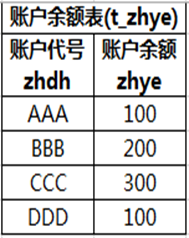 账户余额表(t_zhye)
账户代号 账户余额
zhdh zhye
AAA 100
BBB 200
CCC 300
DDD 100